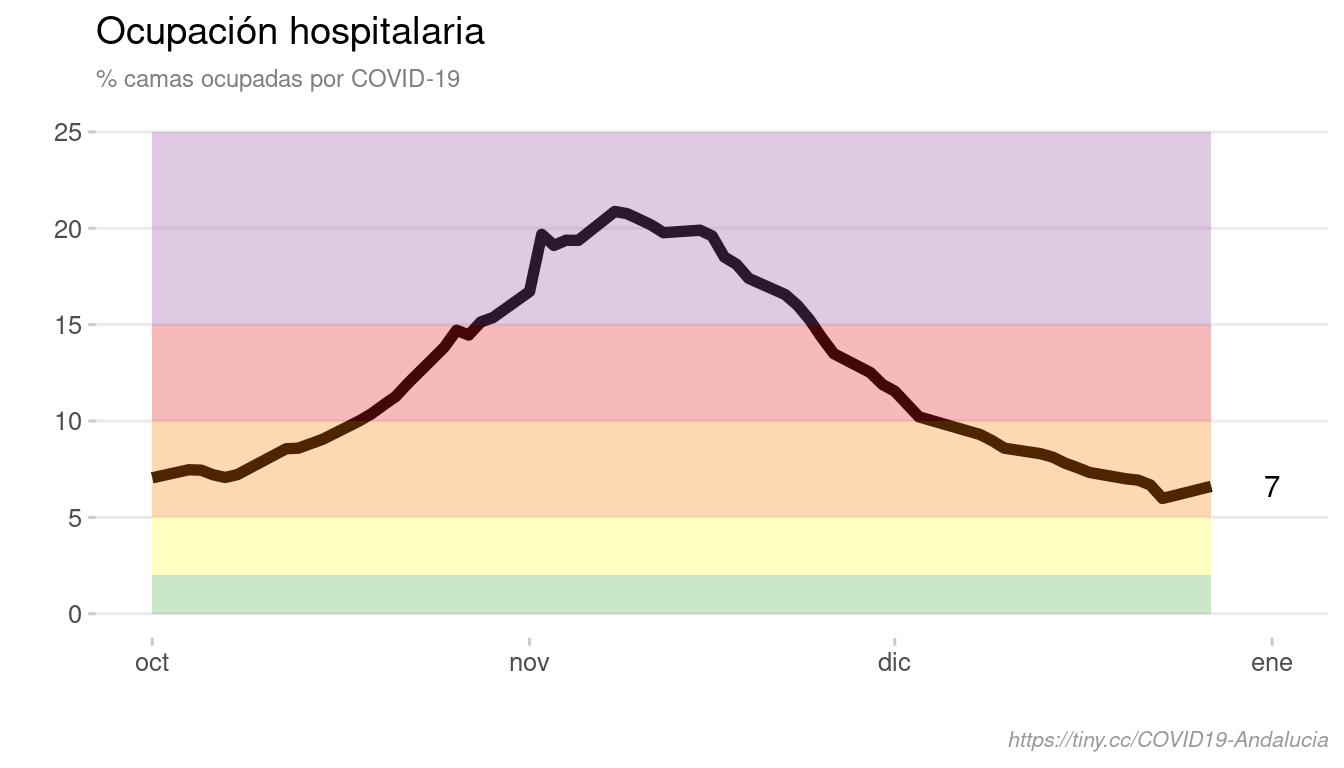 Ocupación hospitalaria
% camas ocupadas por COVID-19
25
20
15
10
5
0
7
oct nov dic ene
https://tiny.cc/COVID19-Andalucia